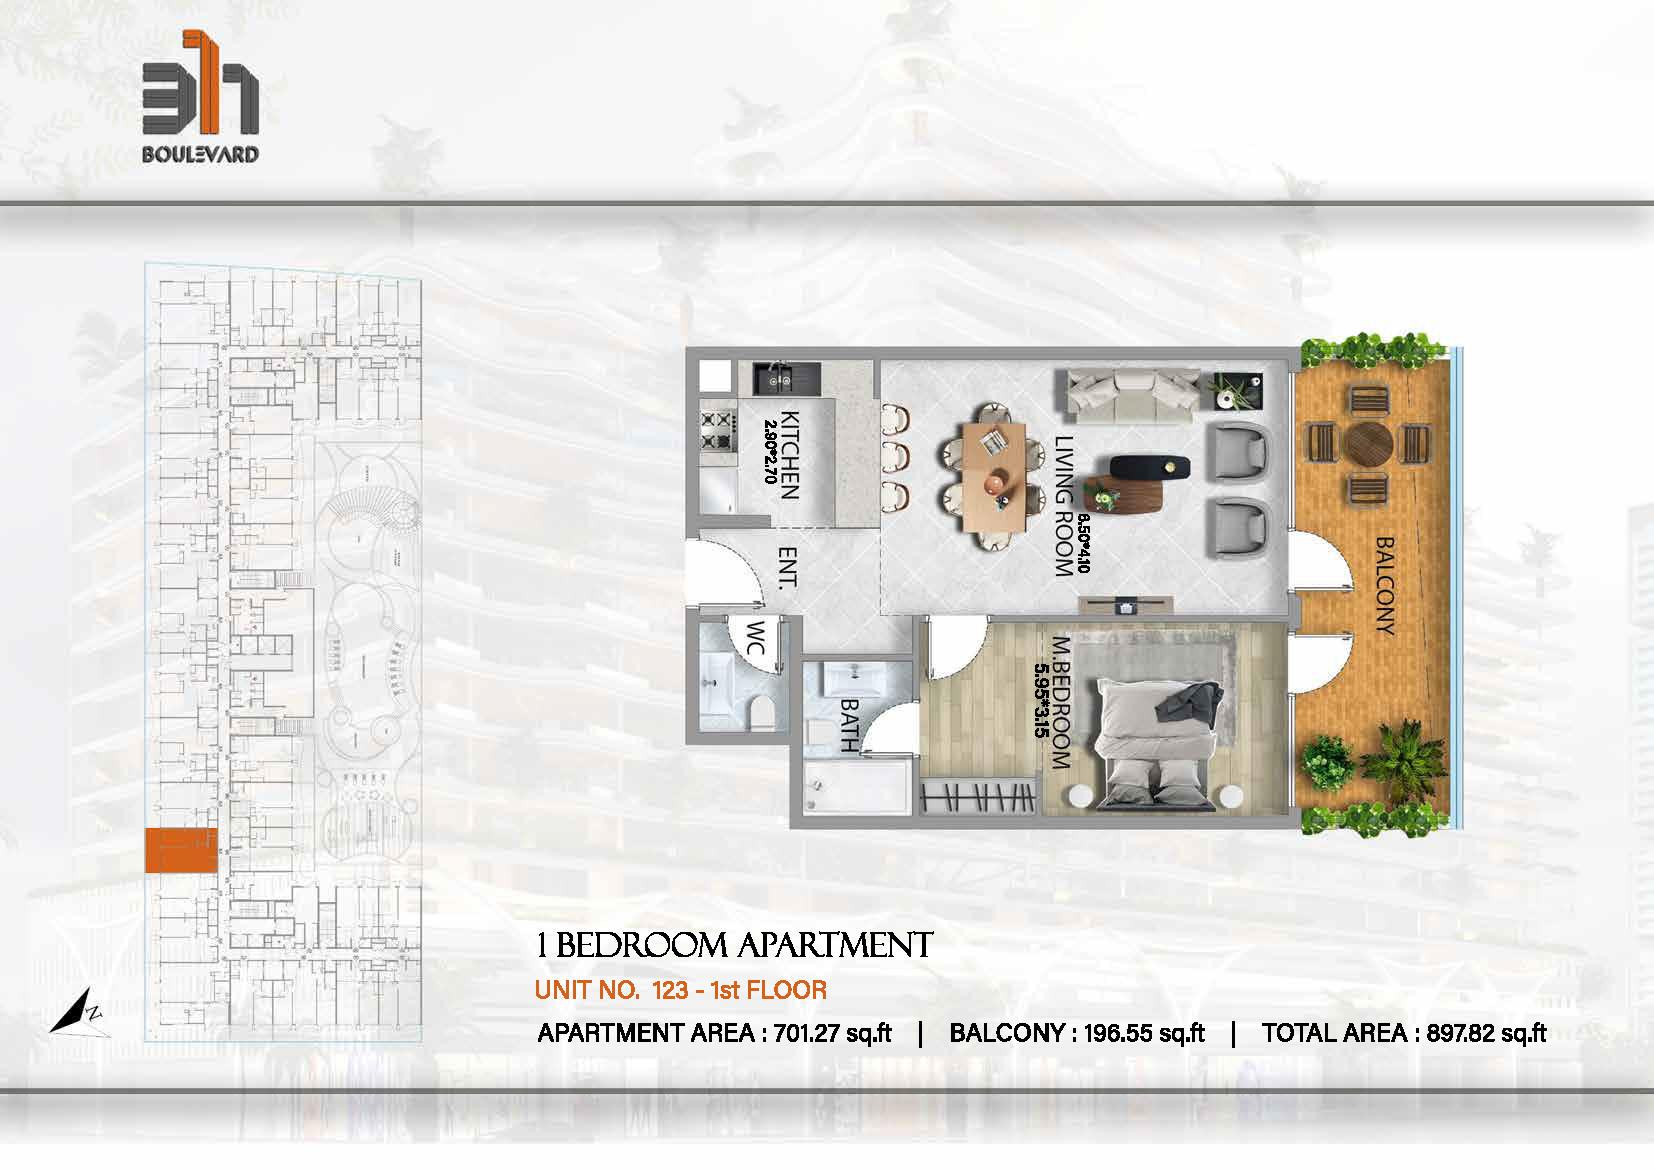 311
BOULEVARD
KITCHEN
2.90*2.70
ENT.
WC
BATH
LIVING ROOM
6.50*4.10
M.BEDROOM
5.95*3.15
BALCONY
N
1 BEDROOM APARTMENT
UNIT NO. 123 - 1st FLOOR
APARTMENT AREA : 701.27 sq.ft | BALCONY : 196.55 sq.ft | TOTAL AREA : 897.82 sq.ft